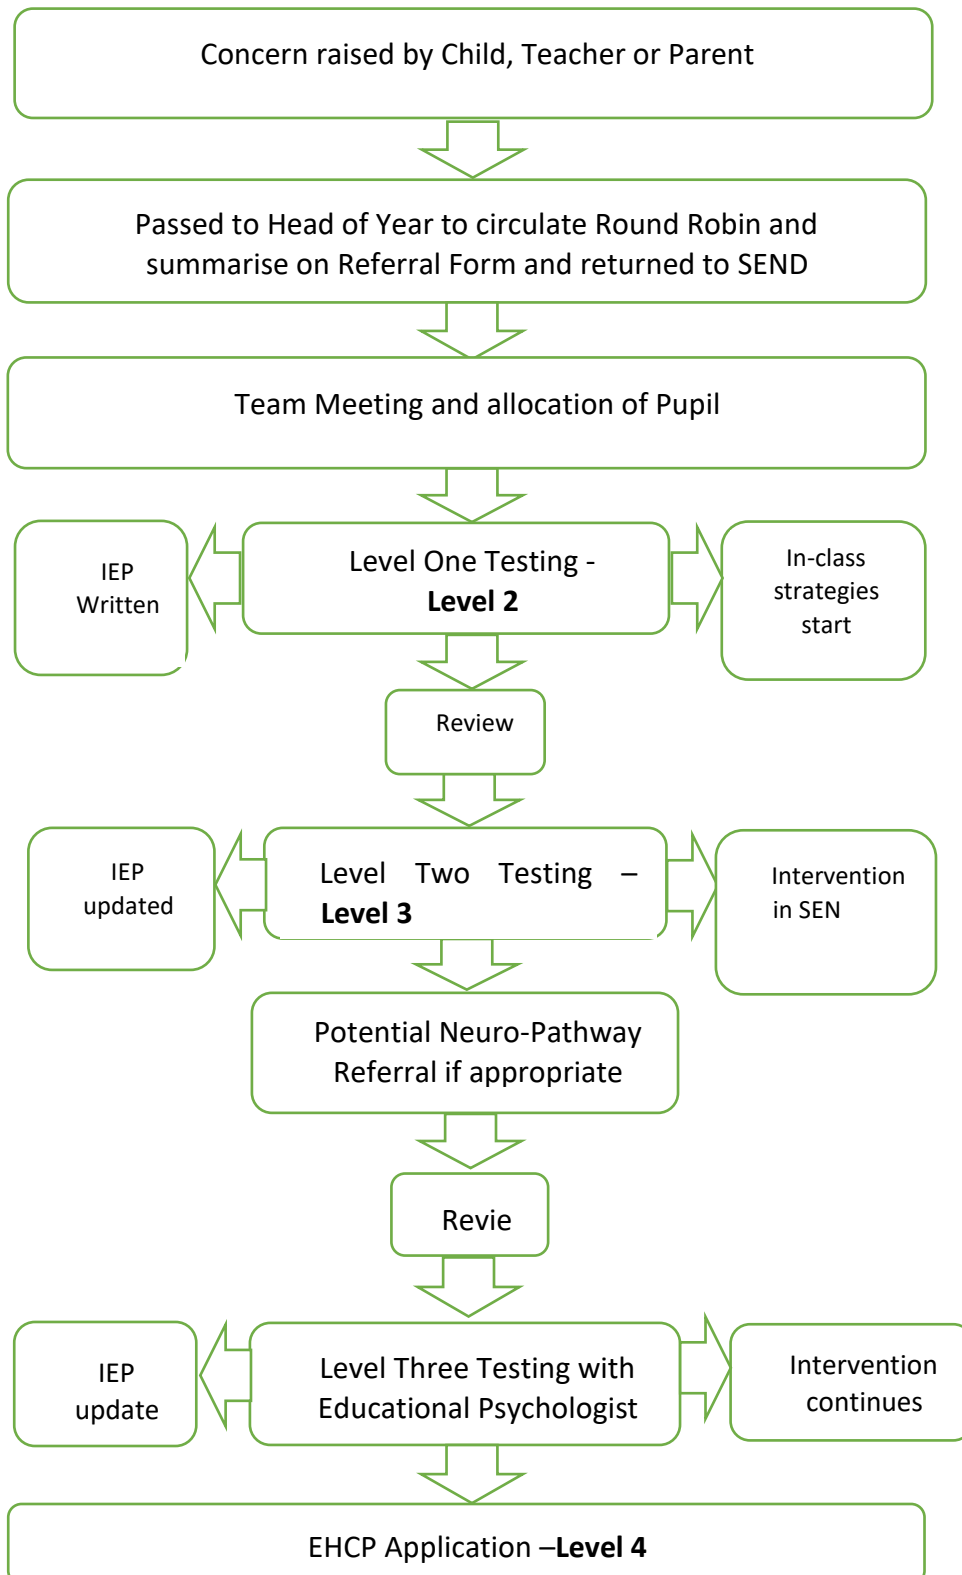 Concern raised by Child, Teacher or Parent
Passed to Head of Year to circulate Round Robin and
summarise on Referral Form and returned to SEND
Team Meeting and allocation of Pupil
IEP
Written
Level One Testing -
Level 2
In-class
strategies
start
Review
IEP
updated
Level Two Testing –
Level 3
Intervention
in SEN
Potential Neuro-Pathway
Referral if appropriate
Revie
IEP
update
Level Three Testing with
Educational Psychologist
Intervention
continues
EHCP Application –Level 4